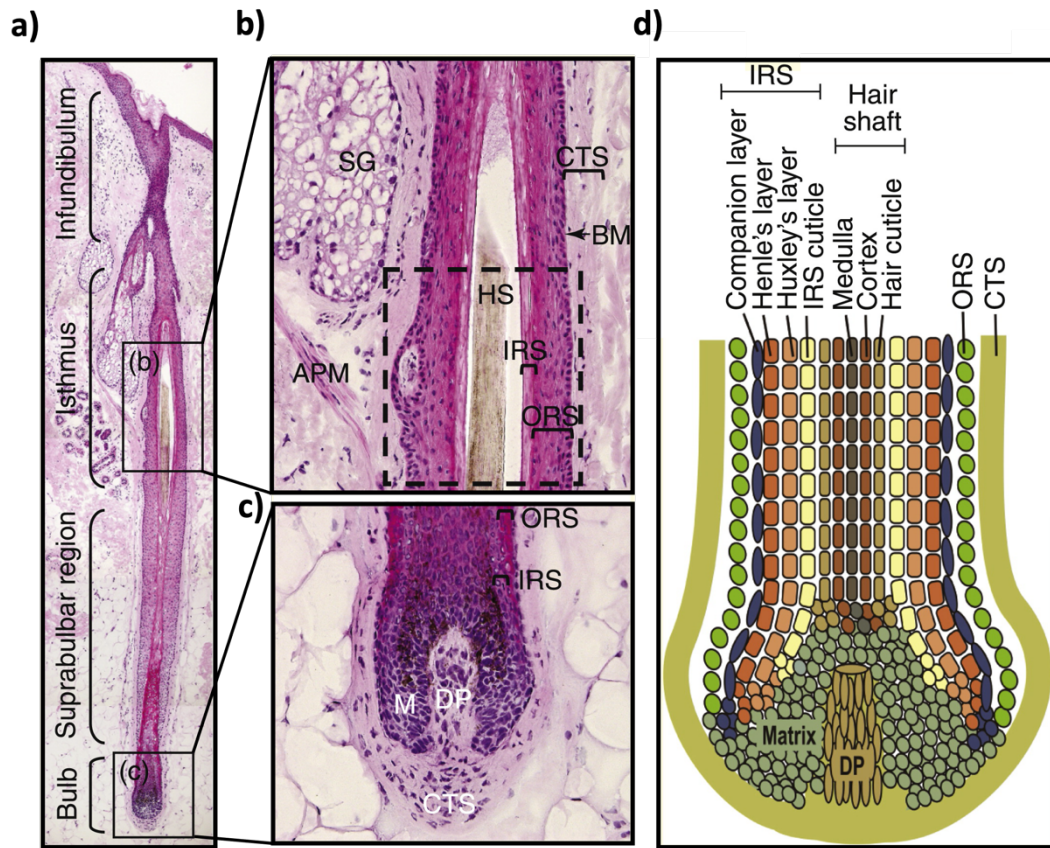 a)
Infundibulum
Isthmus
Suprabulbar region
Bulb
(b)
(c)
b)
SG
CTS
BM
HS
IRS
APM
ORS
c)
ORS
IRS
M
DP
CTS
d)
IRS
Hair
shaft
Companion layer
Henle's layer
Huxley's layer
IRS cuticle
Medulla
Cortex
Hair cuticle
ORS
CTS
Matrix
DP